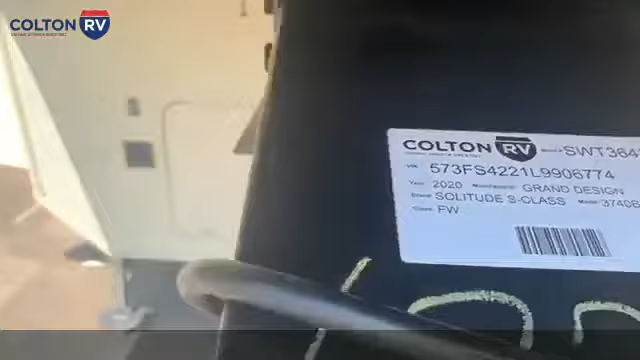 COLTON RV
COLTON RV Stock# SWT364
VIN 573FS4221L9906774
Year 2020 Manufacturer GRAND DESIGN
Brand SOLITUDE S-CLASS Model 3740B
Class FW